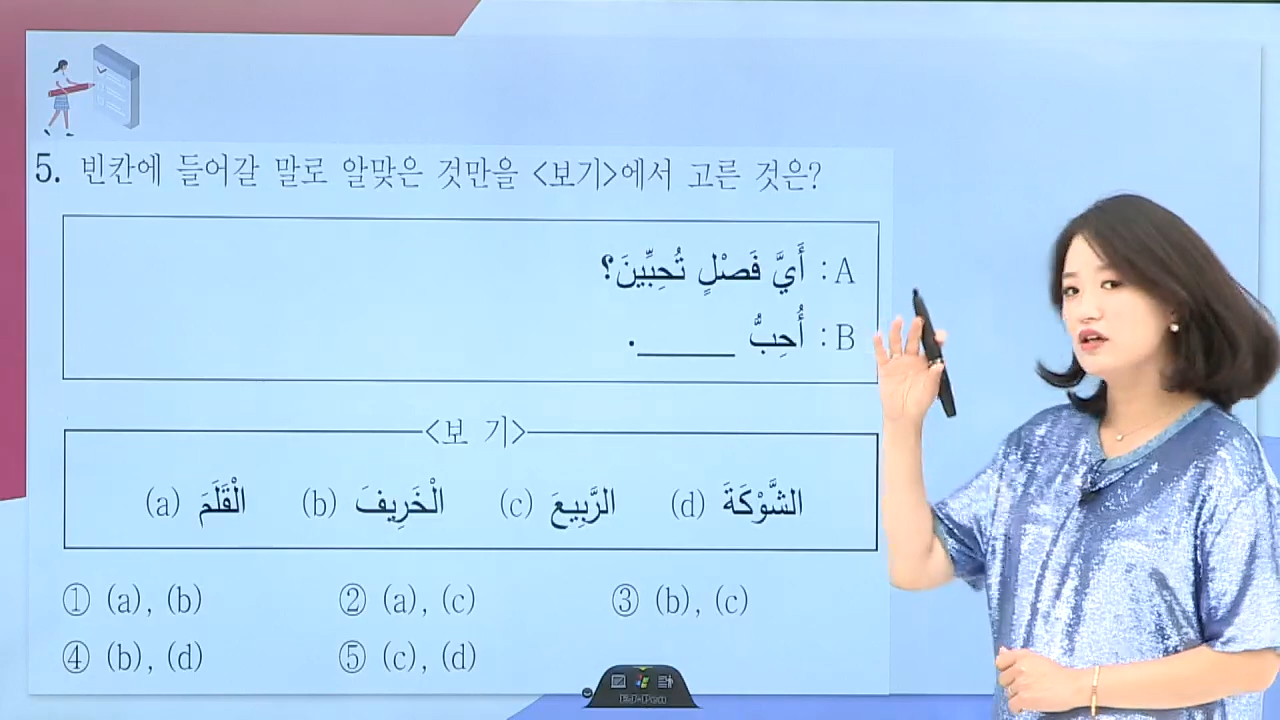 5. 빈칸에 들어갈 말로 알맞은 것만을 <보기>에서 고른 것은?
A : أَيَّ فَصْلٍ تُحِبِّينَ؟
B : أُحِبُّ ______.
<보 기>
(a) الْقَلَمَ (b) الْخَرِيفَ (c) الرَّبِيعَ (d) الشَّوْكَةَ
① (a), (b) ② (a), (c) ③ (b), (c)
④ (b), (d) ⑤ (c), (d)